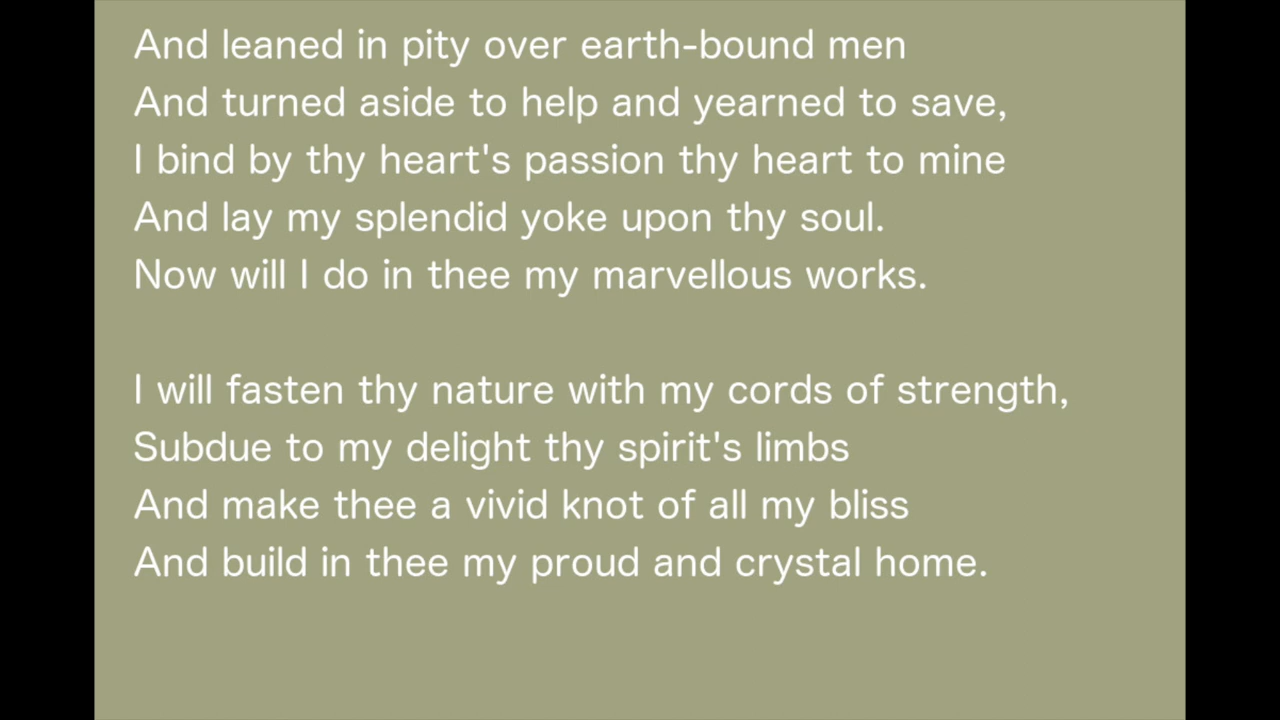 And leaned in pity over earth-bound men
And turned aside to help and yearned to save,
I bind by thy heart's passion thy heart to mine
And lay my splendid yoke upon thy soul.
Now will I do in thee my marvellous works.
I will fasten thy nature with my cords of strength,
Subdue to my delight thy spirit's limbs
And make thee a vivid knot of all my bliss
And build in thee my proud and crystal home.